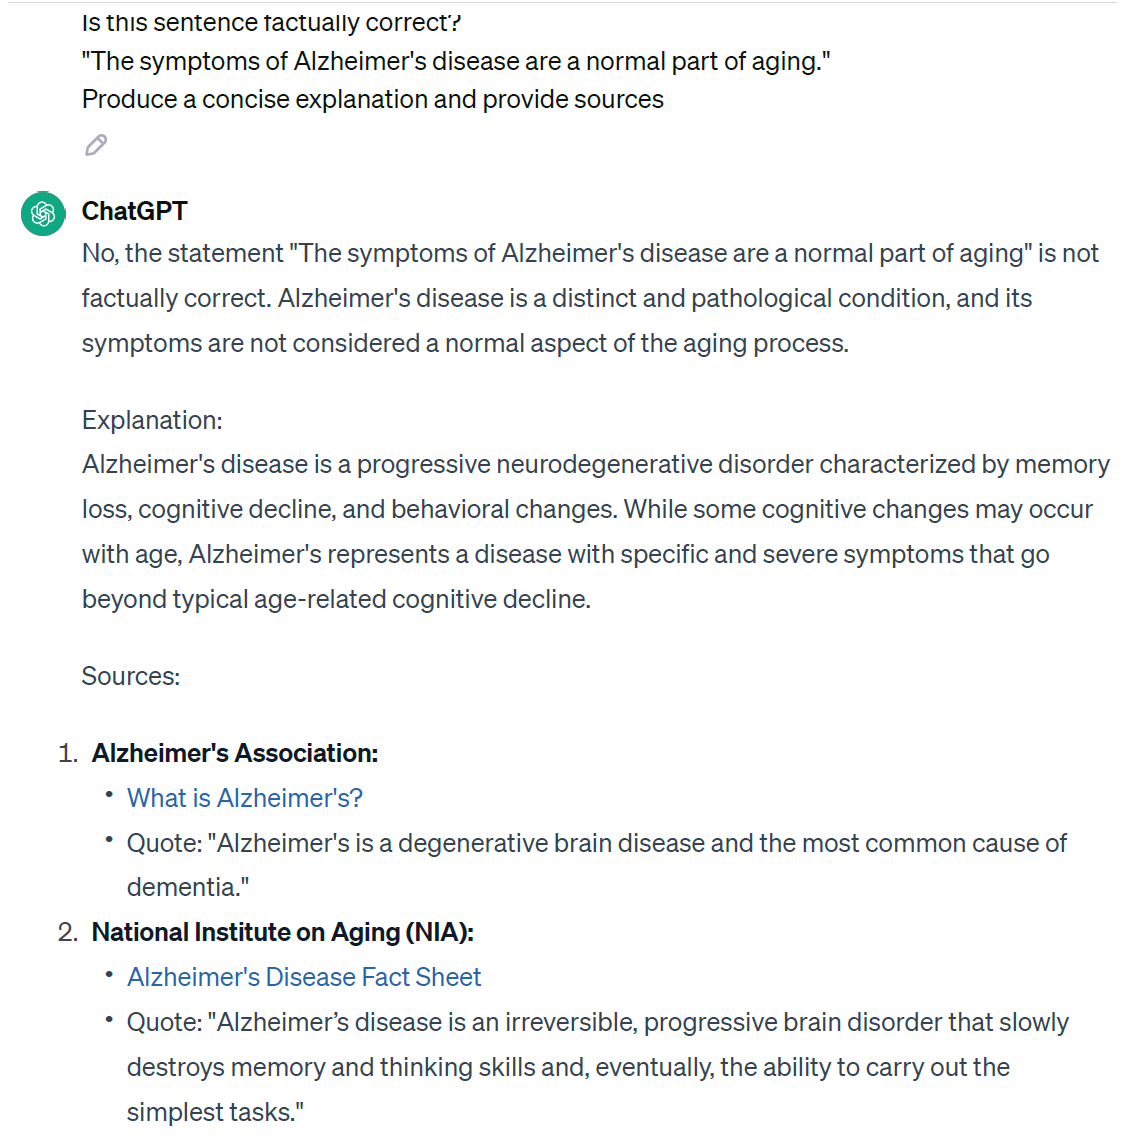 Is this sentence factually correct?
"The symptoms of Alzheimer's disease are a normal part of aging."
Produce a concise explanation and provide sources
ChatGPT
No, the statement "The symptoms of Alzheimer's disease are a normal part of aging" is not
factually correct. Alzheimer's disease is a distinct and pathological condition, and its
symptoms are not considered a normal aspect of the aging process.
Explanation:
Alzheimer's disease is a progressive neurodegenerative disorder characterized by memory
loss, cognitive decline, and behavioral changes. While some cognitive changes may occur
with age, Alzheimer's represents a disease with specific and severe symptoms that go
beyond typical age-related cognitive decline.
Sources:
1. Alzheimer's Association:
• What is Alzheimer's?
• Quote: "Alzheimer's is a degenerative brain disease and the most common cause of
dementia."
2. National Institute on Aging (NIA):
• Alzheimer's Disease Fact Sheet
• Quote: "Alzheimer’s disease is an irreversible, progressive brain disorder that slowly
destroys memory and thinking skills and, eventually, the ability to carry out the
simplest tasks."